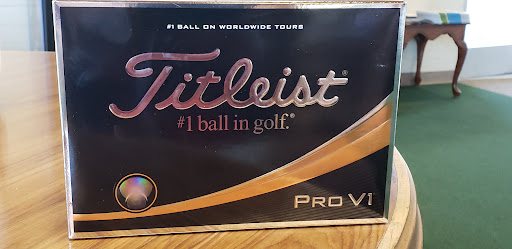 #1 BALL ON WORLDWIDE TOURS
Titleist®
#1 ball in golf.®
PRO V1